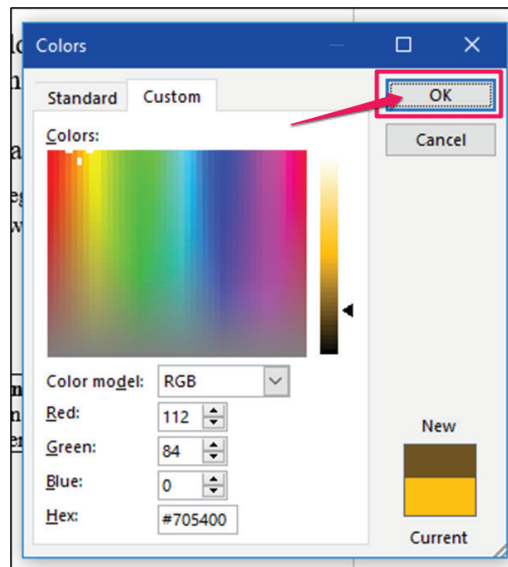 Colors
Standard Custom
OK
Cancel
Colors:
Color model: RGB
Red: 112
Green: 84
Blue: 0
Hex: #705400
New
Current